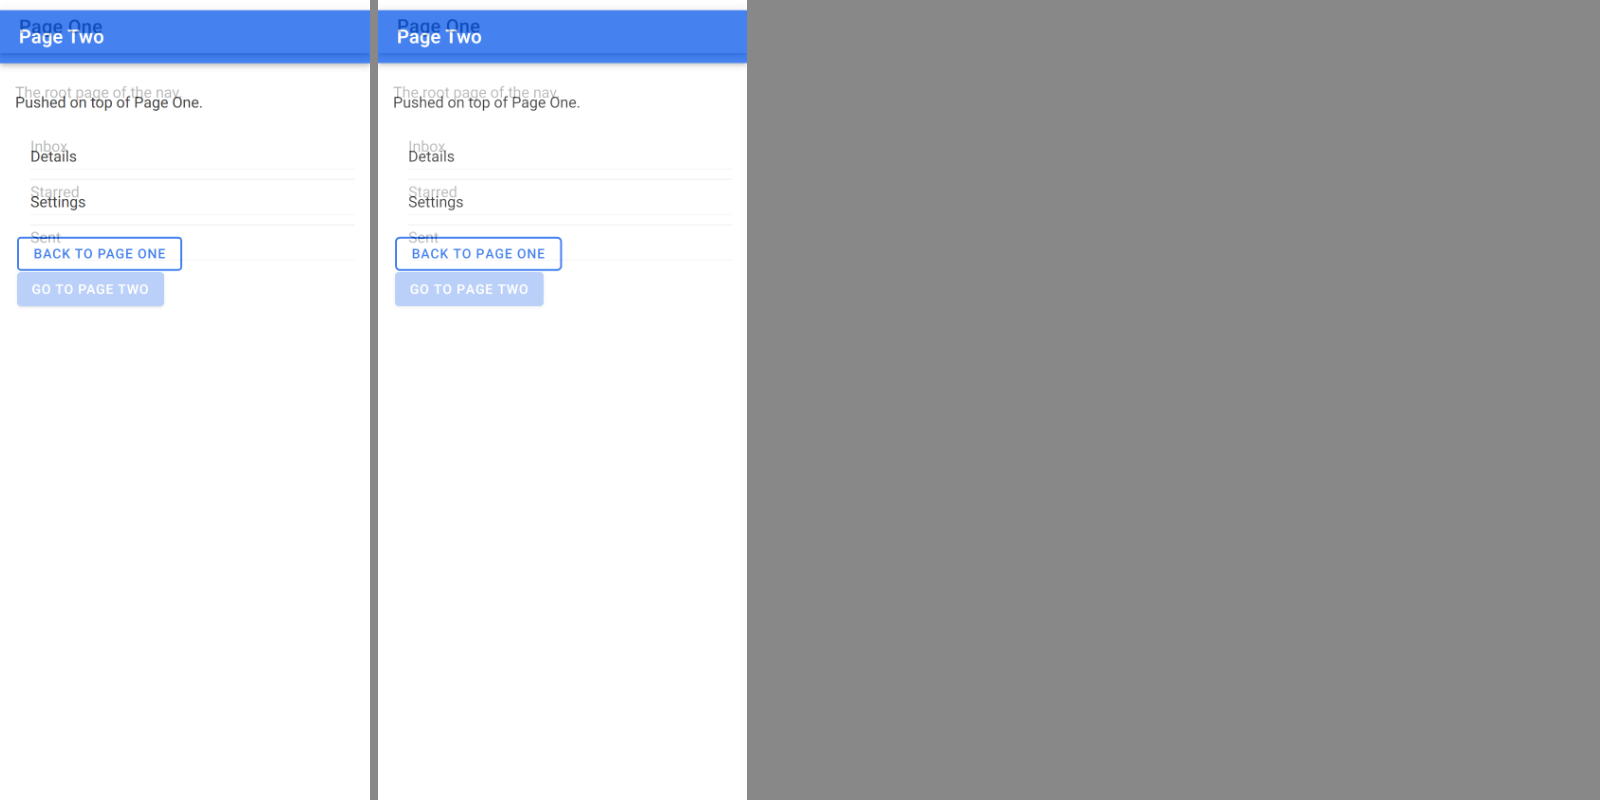 Page One
Page Two
The root page of the nav.
Pushed on top of Page One.
Inbox
Details
Starred
Settings
Sent
BACK TO PAGE ONE
GO TO PAGE TWO
Page One
Page Two
The root page of the nav.
Pushed on top of Page One.
Inbox
Details
Starred
Settings
Sent
BACK TO PAGE ONE
GO TO PAGE TWO